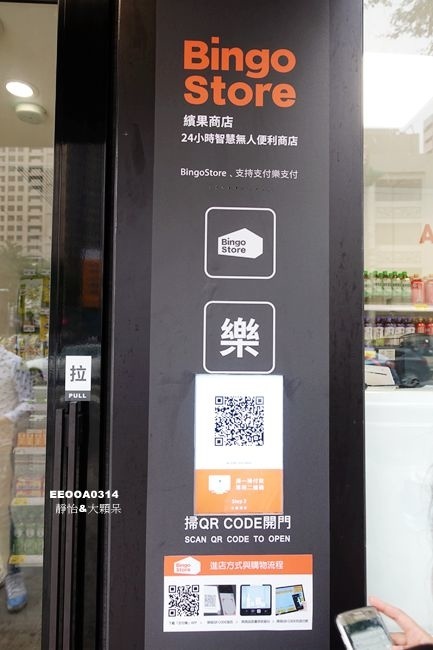 Bingo
Store
繽果商店
24小時智慧無人便利商店
BingoStore、支持支付樂支付
Bingo
Store
樂
拉
PULL
Step 2
EEOOA0314
靜怡&大顆呆
掃QR CODE開門
SCAN QR CODE TO OPEN
Bingo
Store
進店方式與購物流程